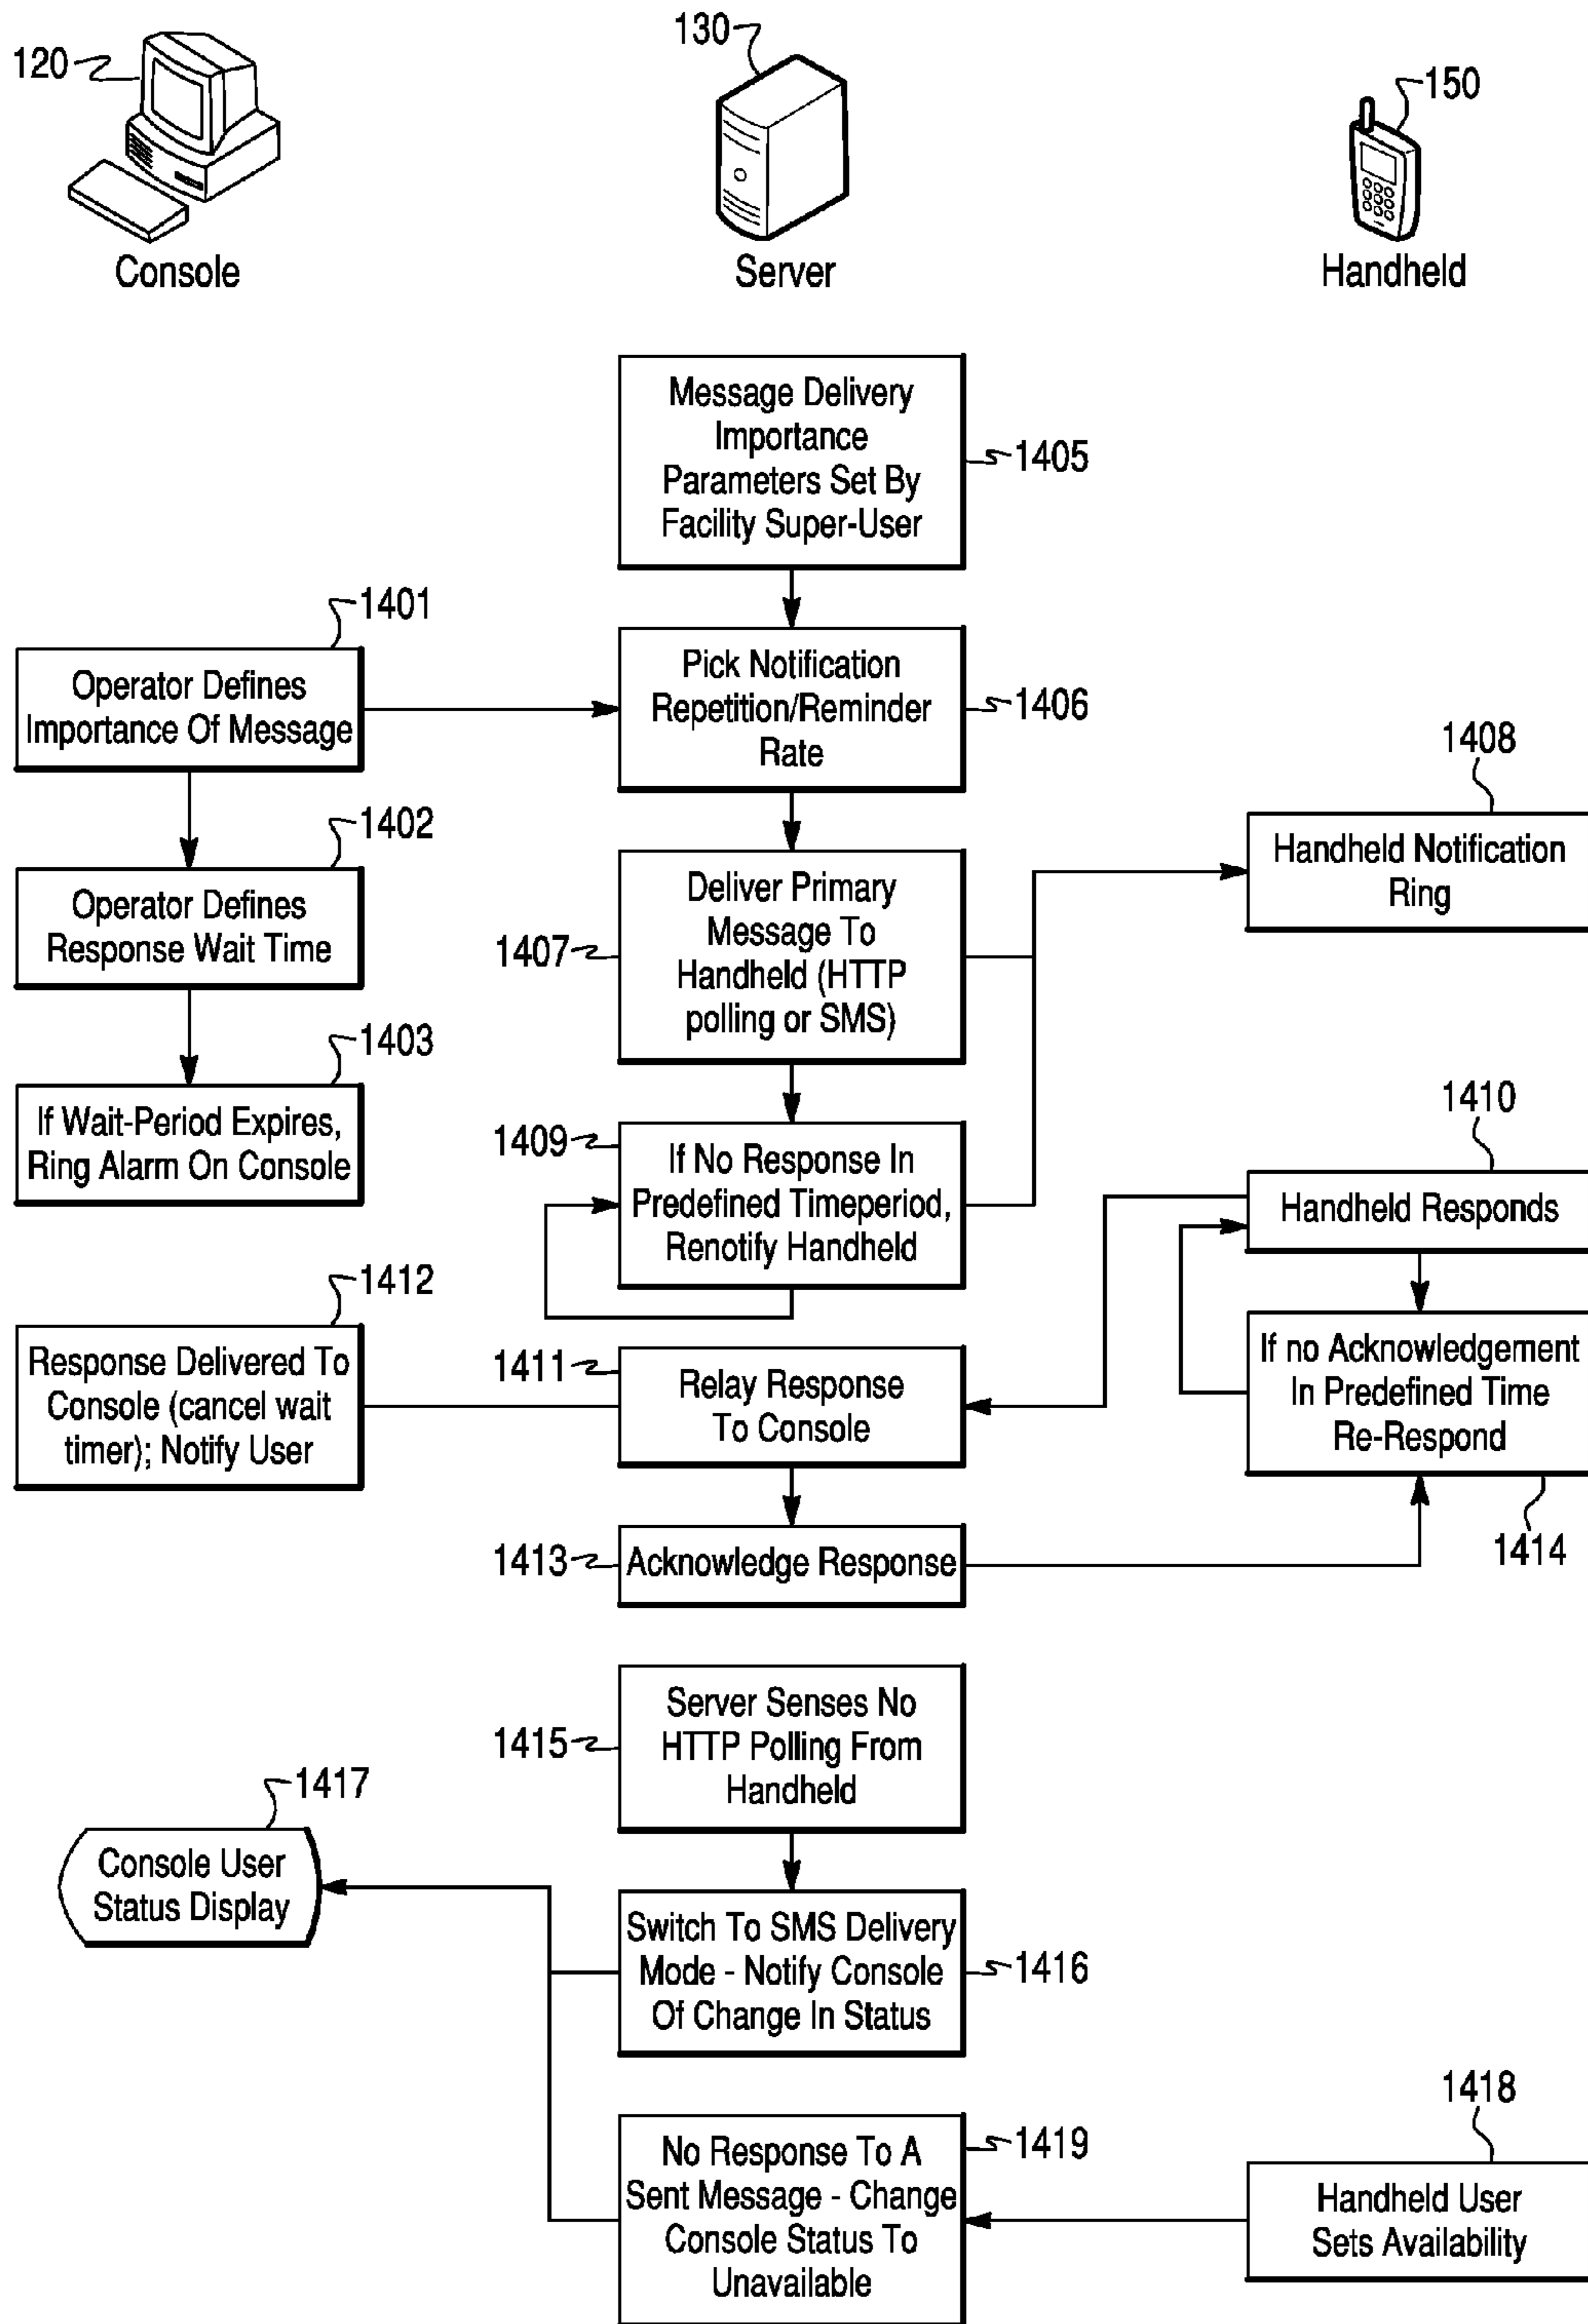 120
130
150
Console
Server
Handheld
Message Delivery
Importance
Parameters Set By
Facility Super-User
1405
1401
Operator Defines
Importance Of Message
Pick Notification
Repetition/Reminder
Rate
1406
1408
Handheld Notification
Ring
1402
Operator Defines
Response Wait Time
1407
Deliver Primary
Message To
Handheld (HTTP
polling or SMS)
1403
If Wait-Period Expires,
Ring Alarm On Console
1409
If No Response In
Predefined Timeperiod,
Renotify Handheld
1410
Handheld Responds
1412
Response Delivered To
Console (cancel wait
timer); Notify User
1411
Relay Response
To Console
If no Acknowledgement
In Predefined Time
Re-Respond
1414
1413
Acknowledge Response
1415
Server Senses No
HTTP Polling From
Handheld
1417
Console User
Status Display
Switch To SMS Delivery
Mode - Notify Console
Of Change In Status
1416
1418
No Response To A
Sent Message - Change
Console Status To
Unavailable
1419
Handheld User
Sets Availability